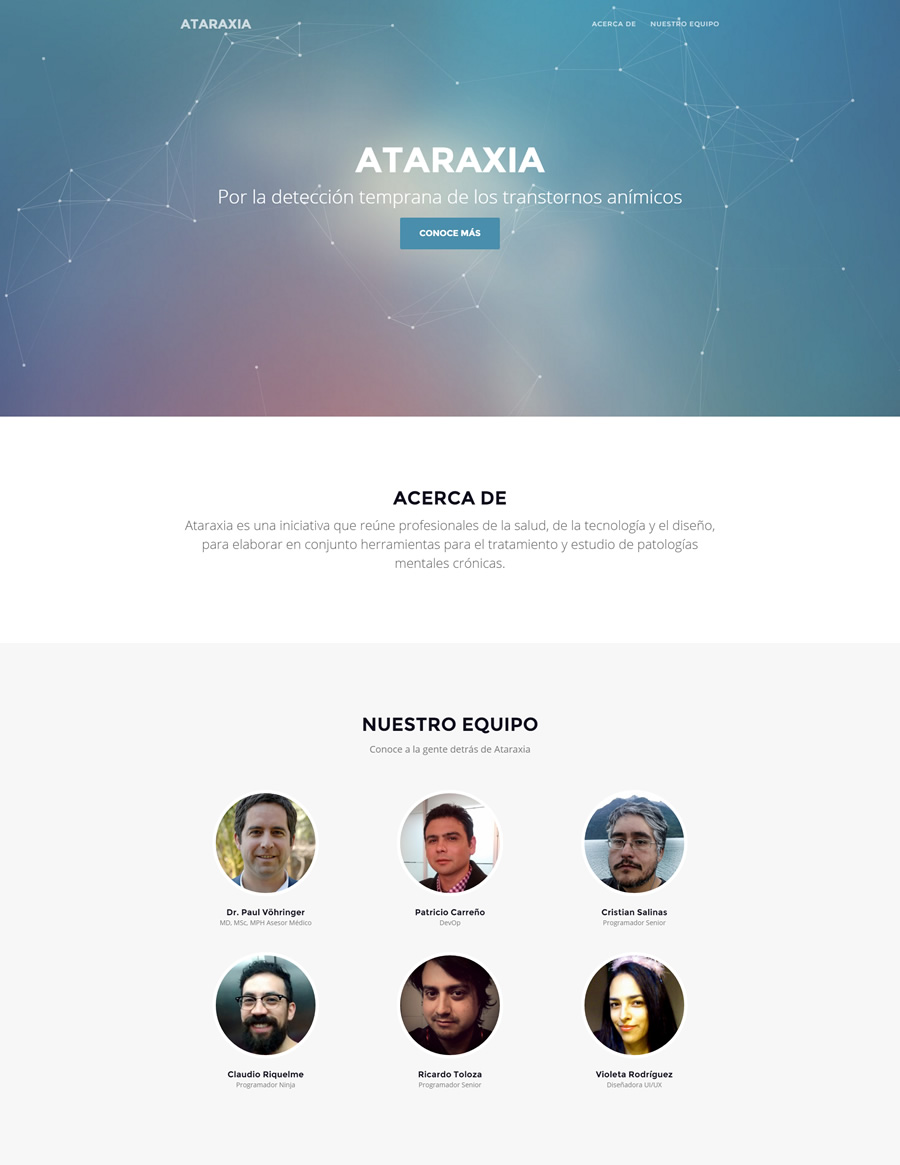 ATARAXIA
ACERCA DE NUESTRO EQUIPO
ATARAXIA
Por la detección temprana de los transtornos anímicos
CONOCE MÁS
ACERCA DE
Ataraxia es una iniciativa que reúne profesionales de la salud, de la tecnología y el diseño,
para elaborar en conjunto herramientas para el tratamiento y estudio de patologías
mentales crónicas.
NUESTRO EQUIPO
Conoce a la gente detrás de Ataraxia
Dr. Paul Vöhringer
MD, MSc, MPH Asesor Médico
Patricio Carreño
DevOp
Cristian Salinas
Programador Senior
Claudio Riquelme
Programador Ninja
Ricardo Toloza
Programador Senior
Violeta Rodríguez
Diseñadora UI/UX